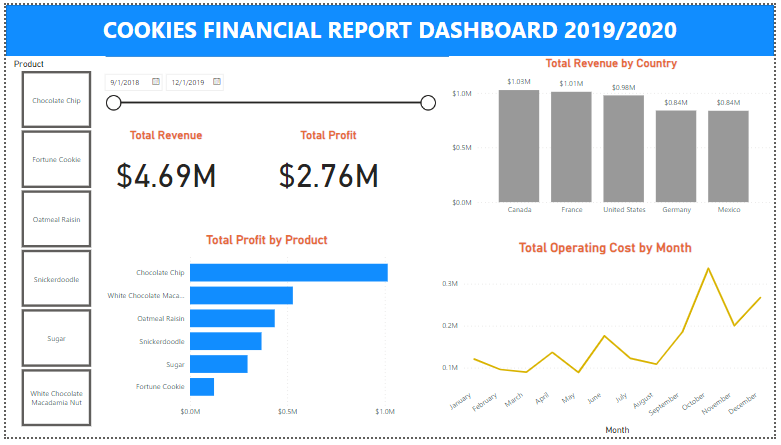 COOKIES FINANCIAL REPORT DASHBOARD 2019/2020
Product
Chocolate Chip
Fortune Cookie
Oatmeal Raisin
Snickerdoodle
Sugar
White Chocolate
Macadamia Nut
9/1/2018
12/1/2019
Total Revenue
$4.69M
Total Profit
$2.76M
Total Revenue by Country
$1.0M
$0.5M
$0.0M
$1.03M
$1.01M
$0.98M
$0.84M
$0.84M
Canada
France
United States
Germany
Mexico
Total Profit by Product
Chocolate Chip
White Chocolate Maca...
Oatmeal Raisin
Snickerdoodle
Sugar
Fortune Cookie
$0.0M
$0.5M
$1.0M
Total Operating Cost by Month
0.3M
0.2M
0.1M
January
February
March
April
May
June
July
August
September
October
November
December
Month